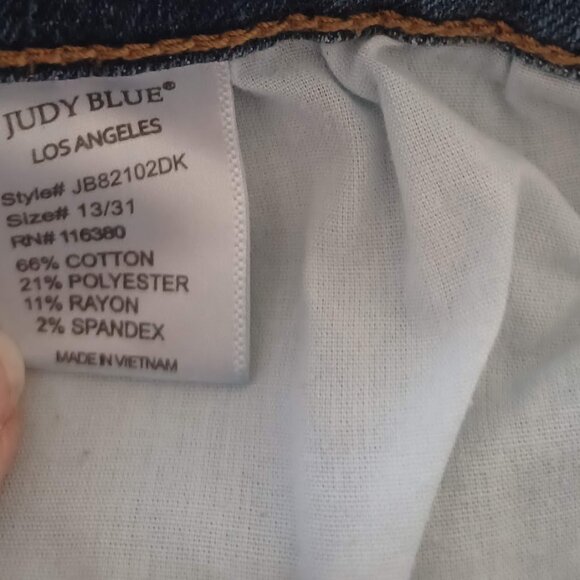 JUDY BLUE®
LOS ANGELES
Style# JB82102DK
Size# 13/31
RN# 116380
66% COTTON
21% POLYESTER
11% RAYON
2% SPANDEX
MADE IN VIETNAM